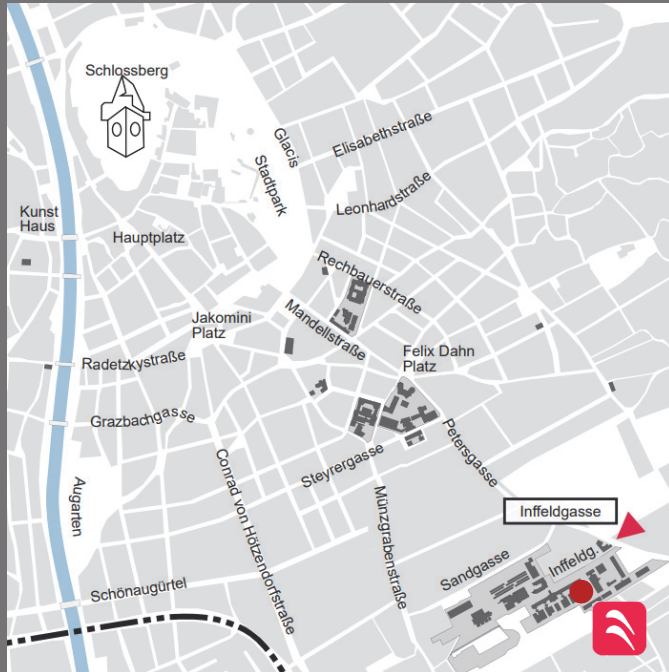 Schlossberg
Glacis
Elisabethstraße
Stadtpark
Leonhardstraße
Kunst
Haus
Hauptplatz
Rechbauerstraße
Jakomini
Platz
Mandellstraße
Felix Dahn
Platz
Radetzkystraße
Grazbachgasse
Petersgasse
Steyrergasse
Conrad von Hötzendorfstraße
Augarten
Münzgrabenstraße
Inffeldgasse
Sandgasse
Inffeldg.
Schönaugürtel